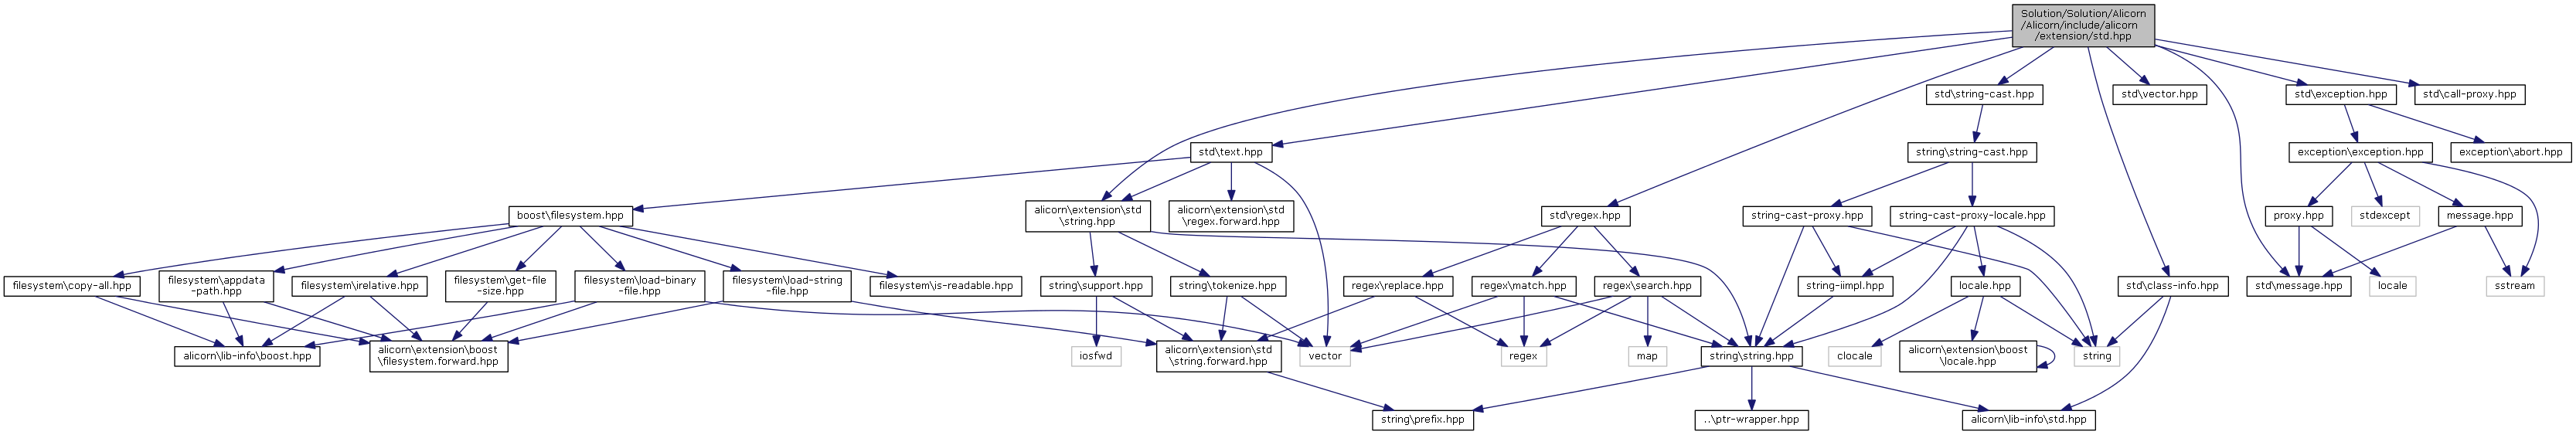 Solution/Solution/Alicorn
/Alicorn/include/alicorn
/extension/std.hpp
std\string-cast.hpp
std\vector.hpp
std\exception.hpp
std\call-proxy.hpp
std\text.hpp
string\string-cast.hpp
exception\exception.hpp
exception\abort.hpp
boost\filesystem.hpp
alicorn\extension\std
\string.hpp
alicorn\extension\std
\regex.forward.hpp
std\regex.hpp
string-cast-proxy.hpp
string-cast-proxy-locale.hpp
proxy.hpp
stdexcept
message.hpp
filesystem\copy-all.hpp
filesystem\appdata
-path.hpp
filesystem\irelative.hpp
filesystem\get-file
-size.hpp
filesystem\load-binary
-file.hpp
filesystem\load-string
-file.hpp
filesystem\is-readable.hpp
string\support.hpp
string\tokenize.hpp
regex\replace.hpp
regex\match.hpp
regex\search.hpp
string-iimpl.hpp
locale.hpp
std\class-info.hpp
std\message.hpp
locale
sstream
alicorn\lib-info\boost.hpp
alicorn\extension\boost
\filesystem.forward.hpp
iosfwd
alicorn\extension\std
\string.forward.hpp
vector
regex
map
string\string.hpp
clocale
alicorn\extension\boost
\locale.hpp
string
string\prefix.hpp
..\ptr-wrapper.hpp
alicorn\lib-info\std.hpp